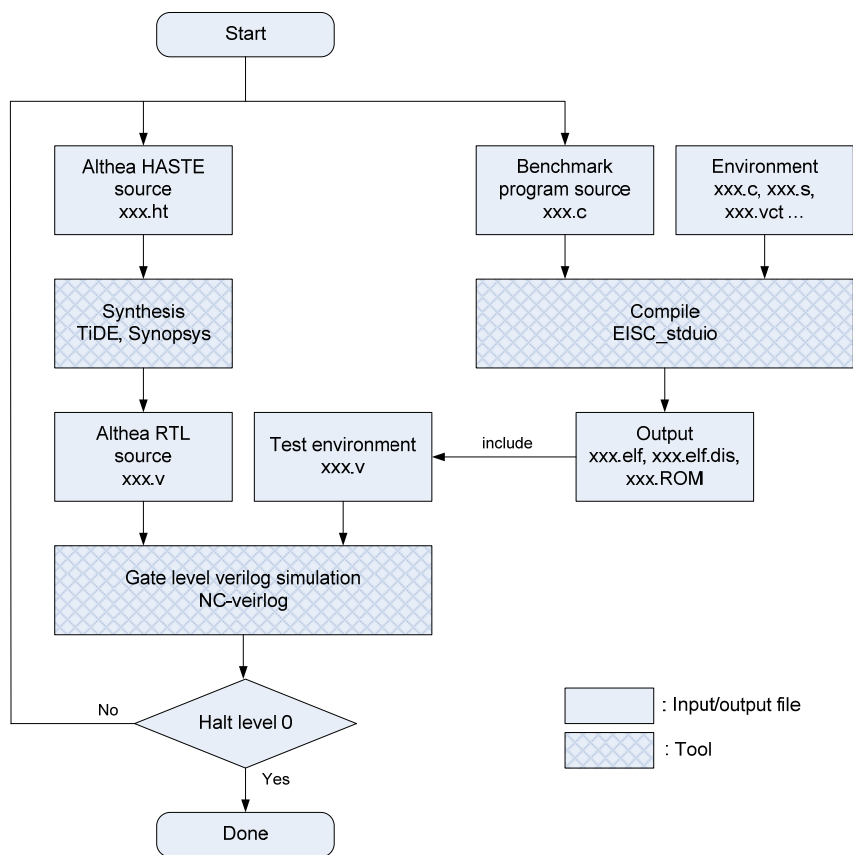 Start
Althea HASTE
source
xxx.ht
Benchmark
program source
xxx.c
Environment
xxx.c, xxx.s,
xxx.vct ...
Synthesis
TiDE, Synopsys
Compile
EISC_stduio
Althea RTL
source
xxx.v
Test environment
xxx.v
include
Output
xxx.elf, xxx.elf.dis,
xxx.ROM
Gate level verilog simulation
NC-veirlog
No
Halt level 0
Yes
Done
: Input/output file
: Tool